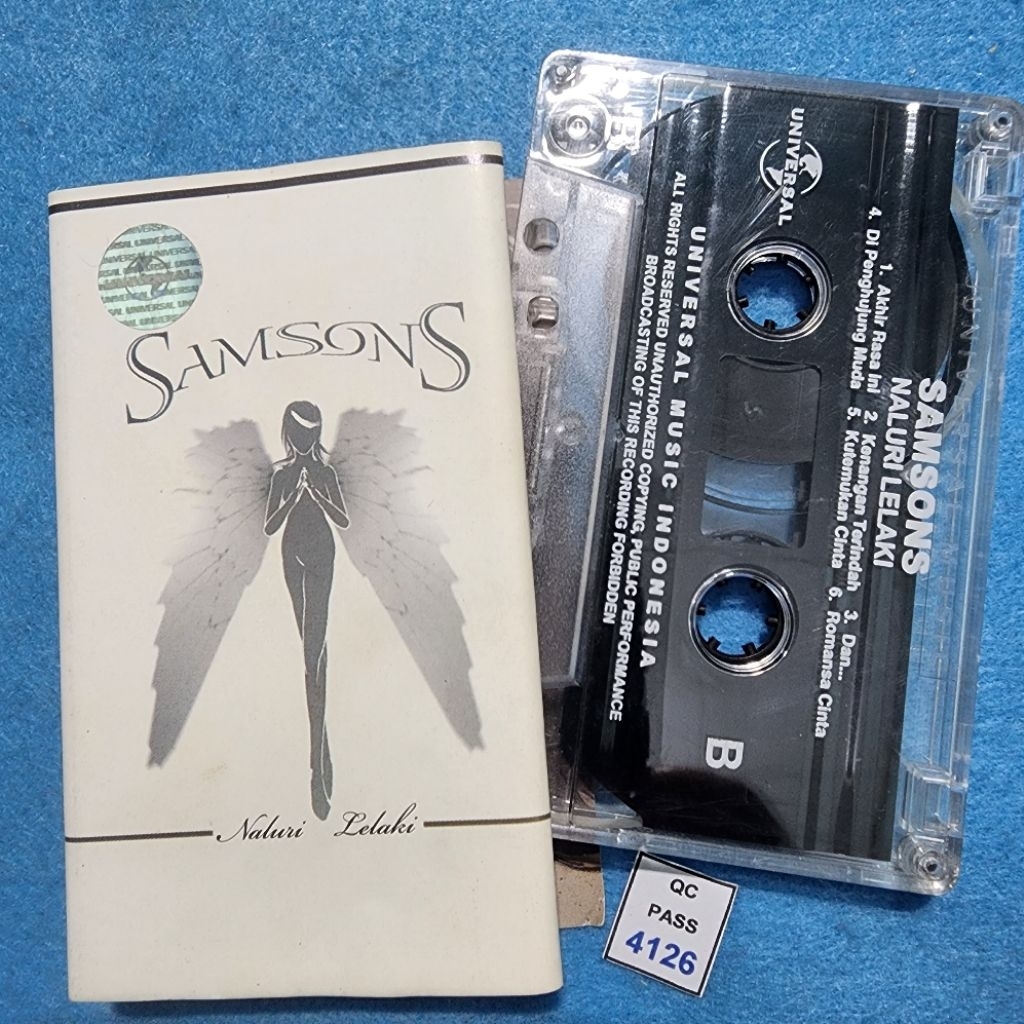 SAMSONS
Naluri Lelaki
UNIVERSAL
SAMSONS
NALURI LELAKI
1. Akhir Rasa Ini 2. Kenangan Terindah 3. Dan...
4. Di Penghujung Muda 5. Kutemukan Cinta 6. Romansa Cinta
B
UNIVERSAL MUSIC INDONESIA
ALL RIGHTS RESERVED UNAUTHORIZED COPYING, PUBLIC PERFORMANCE
BROADCASTING OF THIS RECORDING FORBIDDEN
QC
PASS
4126